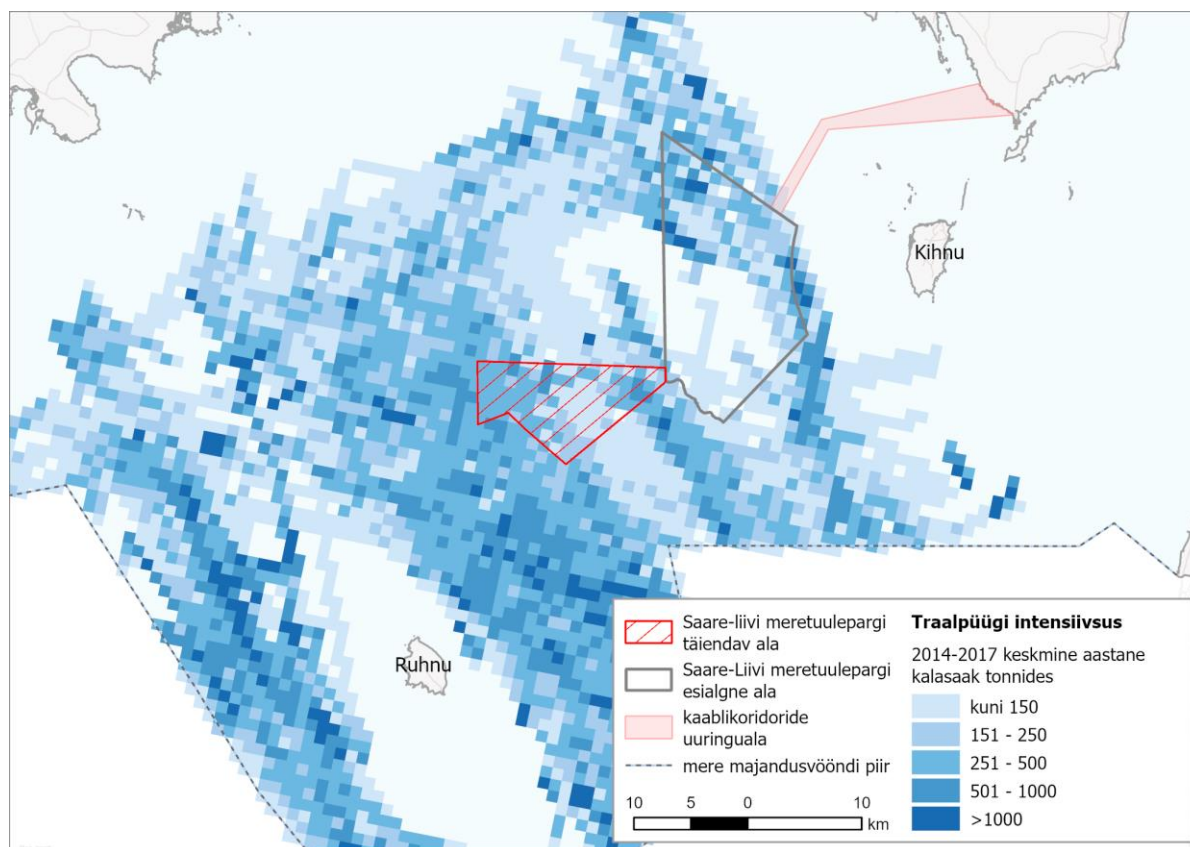 Kihnu
Ruhnu
Saare-liivi meretuulepargi
täiendav ala
Saare-Liivi meretuulepargi
esialgne ala
kaablikoridoride
uuringuala
mere majandusvööndi piir
10 5 0 10
km
Traalpüügi intensiivsus
2014-2017 keskmine aastane
kalasaak tonnides
kuni 150
151 - 250
251 - 500
501 - 1000
>1000